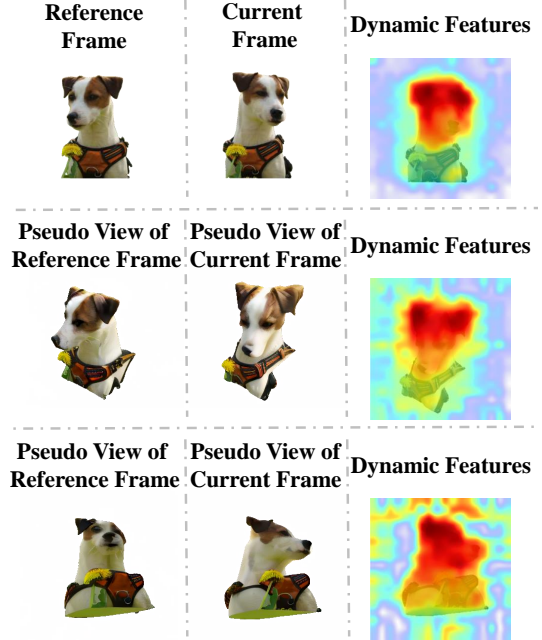 Reference
Frame
Current
Frame
Dynamic Features
Pseudo View of
Reference Frame
Pseudo View of
Current Frame
Dynamic Features
Pseudo View of
Reference Frame
Pseudo View of
Current Frame
Dynamic Features